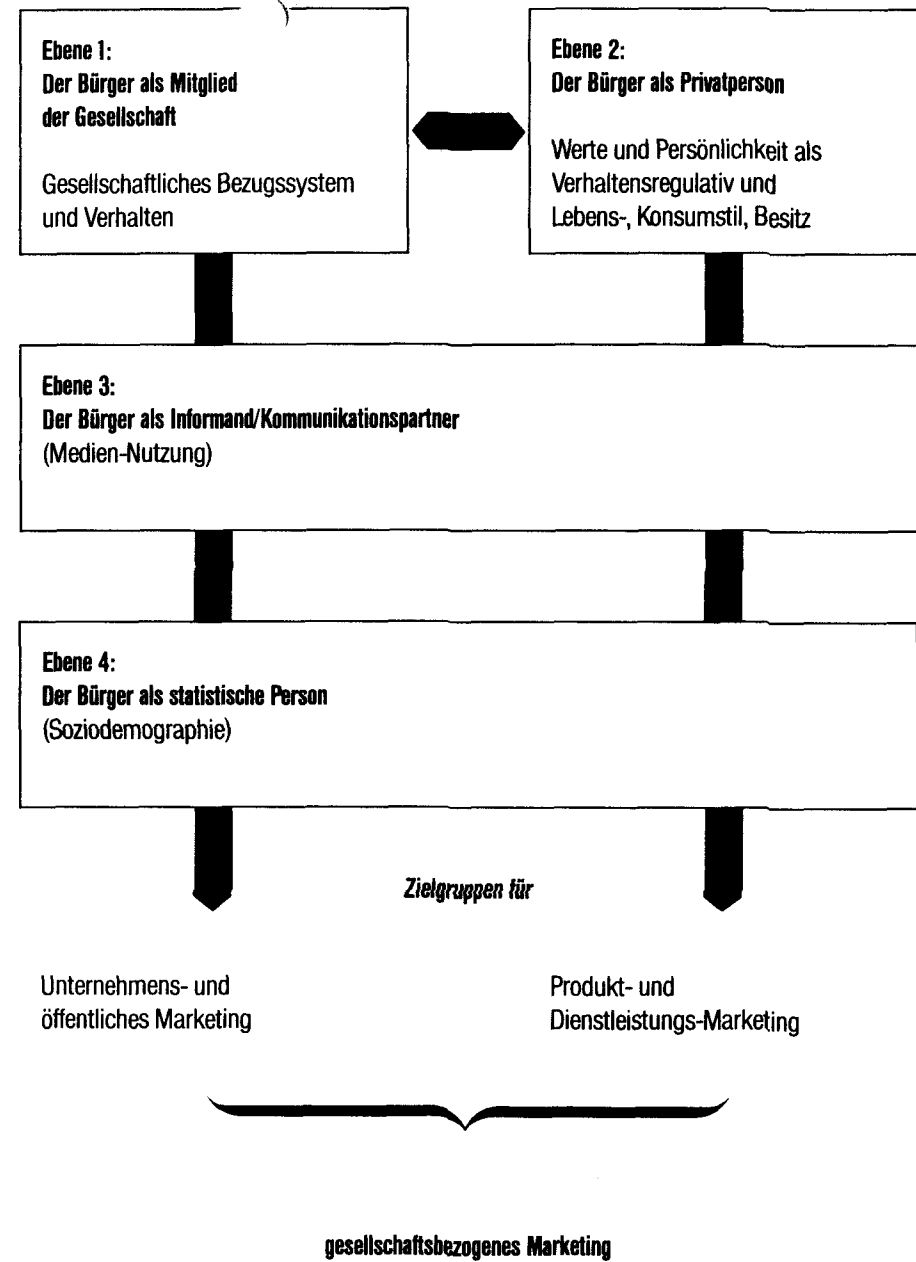 Ebene 1:
Der Bürger als Mitglied
der Gesellschaft
Gesellschaftliches Bezugssystem
und Verhalten
Ebene 2:
Der Bürger als Privatperson
Werte und Persönlichkeit als
Verhaltensregulativ und
Lebens-, Konsumstil, Besitz
Ebene 3:
Der Bürger als Informand/Kommunikationspartner
(Medien-Nutzung)
Ebene 4:
Der Bürger als statistische Person
(Soziodemographie)
Zielgruppen für
Unternehmens- und
öffentliches Marketing
Produkt- und
Dienstleistungs-Marketing
gesellschaftsbezogenes Marketing